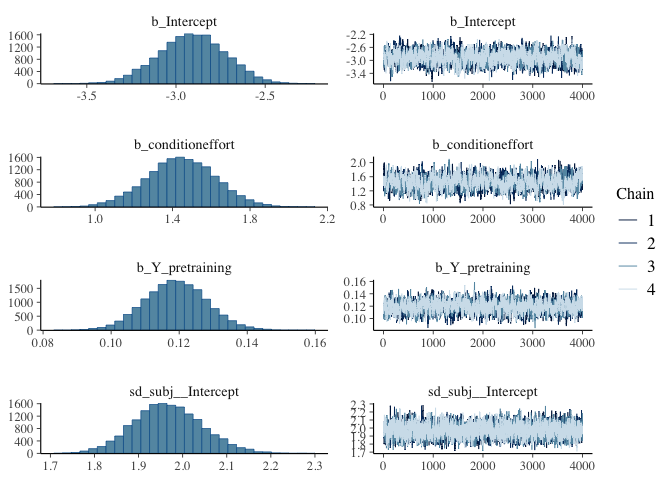 b_Intercept
1600
1200
800
400
0
-3.5 -3.0 -2.5
b_Intercept
-2.2
-2.6
-3.0
-3.4
0 1000 2000 3000 4000
b_conditioneffort
1600
1200
800
400
0
1.0 1.4 1.8 2.2
b_conditioneffort
2.0
1.6
1.2
0.8
0 1000 2000 3000 4000
b_Y_pretraining
1500
1000
500
0
0.08 0.10 0.12 0.14 0.16
b_Y_pretraining
0.16
0.14
0.12
0.10
0 1000 2000 3000 4000
sd_subj__Intercept
1600
1200
800
400
0
1.7 1.8 1.9 2.0 2.1 2.2 2.3
sd_subj__Intercept
2.3
2.2
2.1
2.0
1.9
1.8
1.7
0 1000 2000 3000 4000
Chain
1
2
3
4